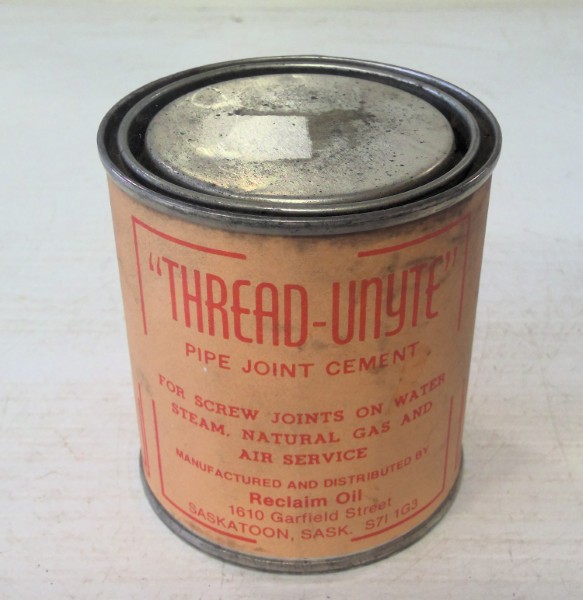 "THREAD-UNYTE"
PIPE JOINT CEMENT
FOR SCREW JOINTS ON WATER
STEAM, NATURAL GAS AND
AIR SERVICE
MANUFACTURED AND DISTRIBUTED BY
Reclaim Oil
1610 Garfield Street
SASKATOON, SASK. S7I 1G3